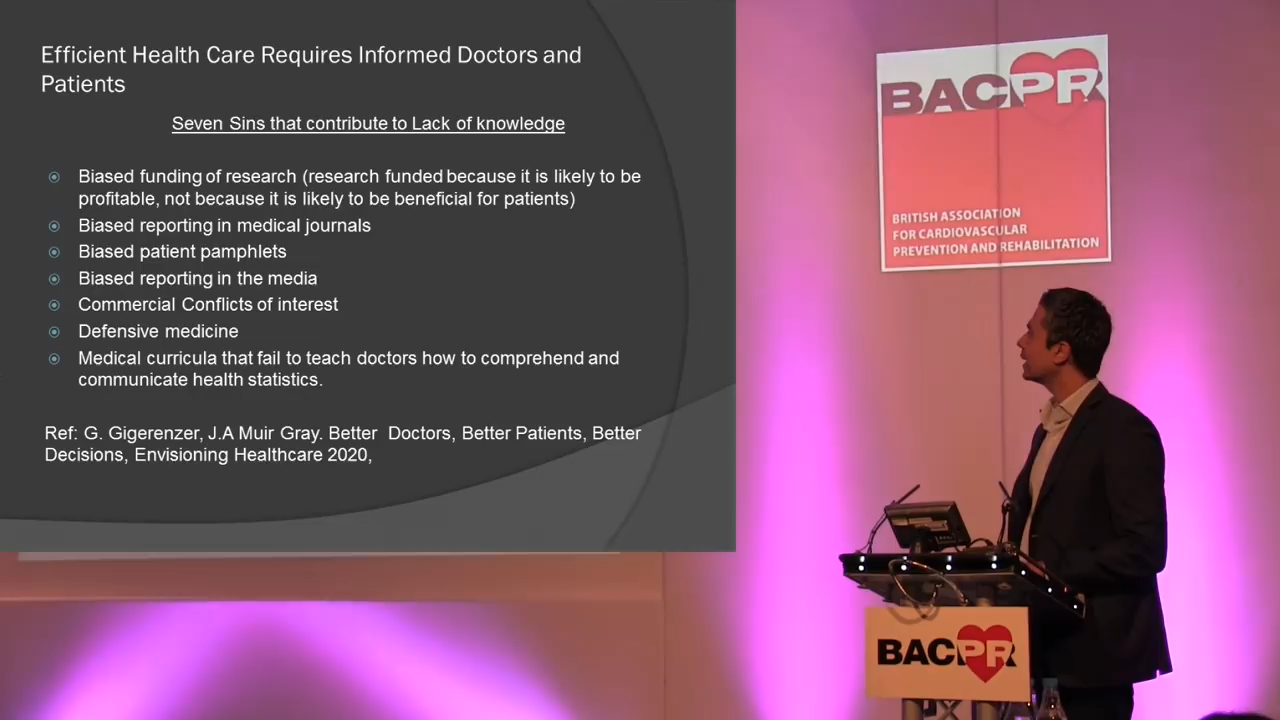 Efficient Health Care Requires Informed Doctors and
Patients
Seven Sins that contribute to Lack of knowledge
Biased funding of research (research funded because it is likely to be
profitable, not because it is likely to be beneficial for patients)
Biased reporting in medical journals
Biased patient pamphlets
Biased reporting in the media
Commercial Conflicts of interest
Defensive medicine
Medical curricula that fail to teach doctors how to comprehend and
communicate health statistics.
Ref: G. Gigerenzer, J.A Muir Gray. Better Doctors, Better Patients, Better
Decisions, Envisioning Healthcare 2020,
BACPR
BRITISH ASSOCIATION
FOR CARDIOVASCULAR
PREVENTION AND REHABILITATION
BACPR